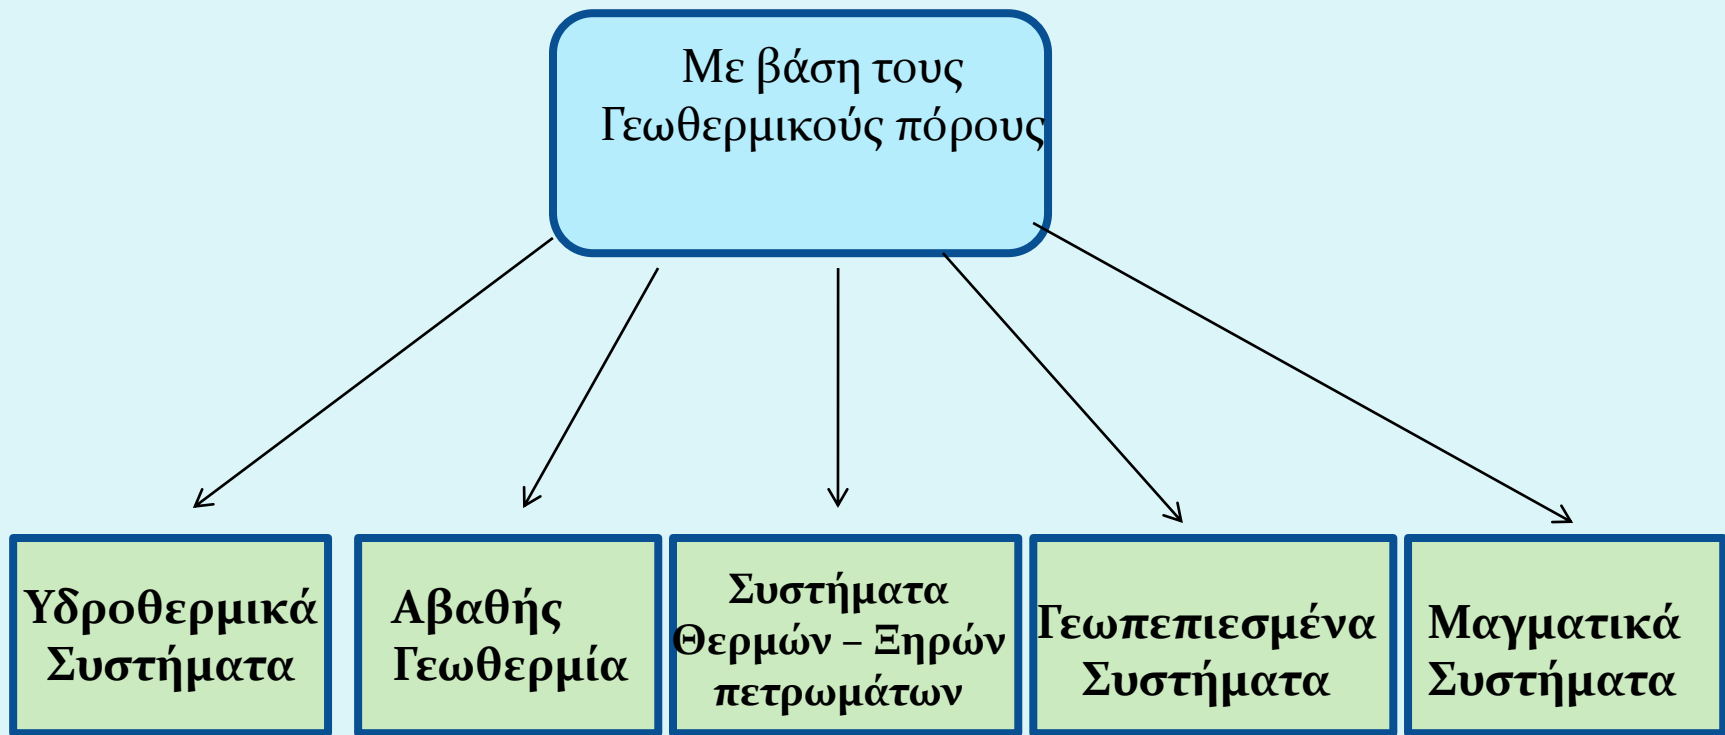 Με βάση τους
Γεωθερμικούς πόρους
Υδροθερμικά
Συστήματα
Αβαθής
Γεωθερμία
Συστήματα
Θερμών – Ξηρών
πετρωμάτων
Γεωπεπιεσμένα
Συστήματα
Μαγματικά
Συστήματα